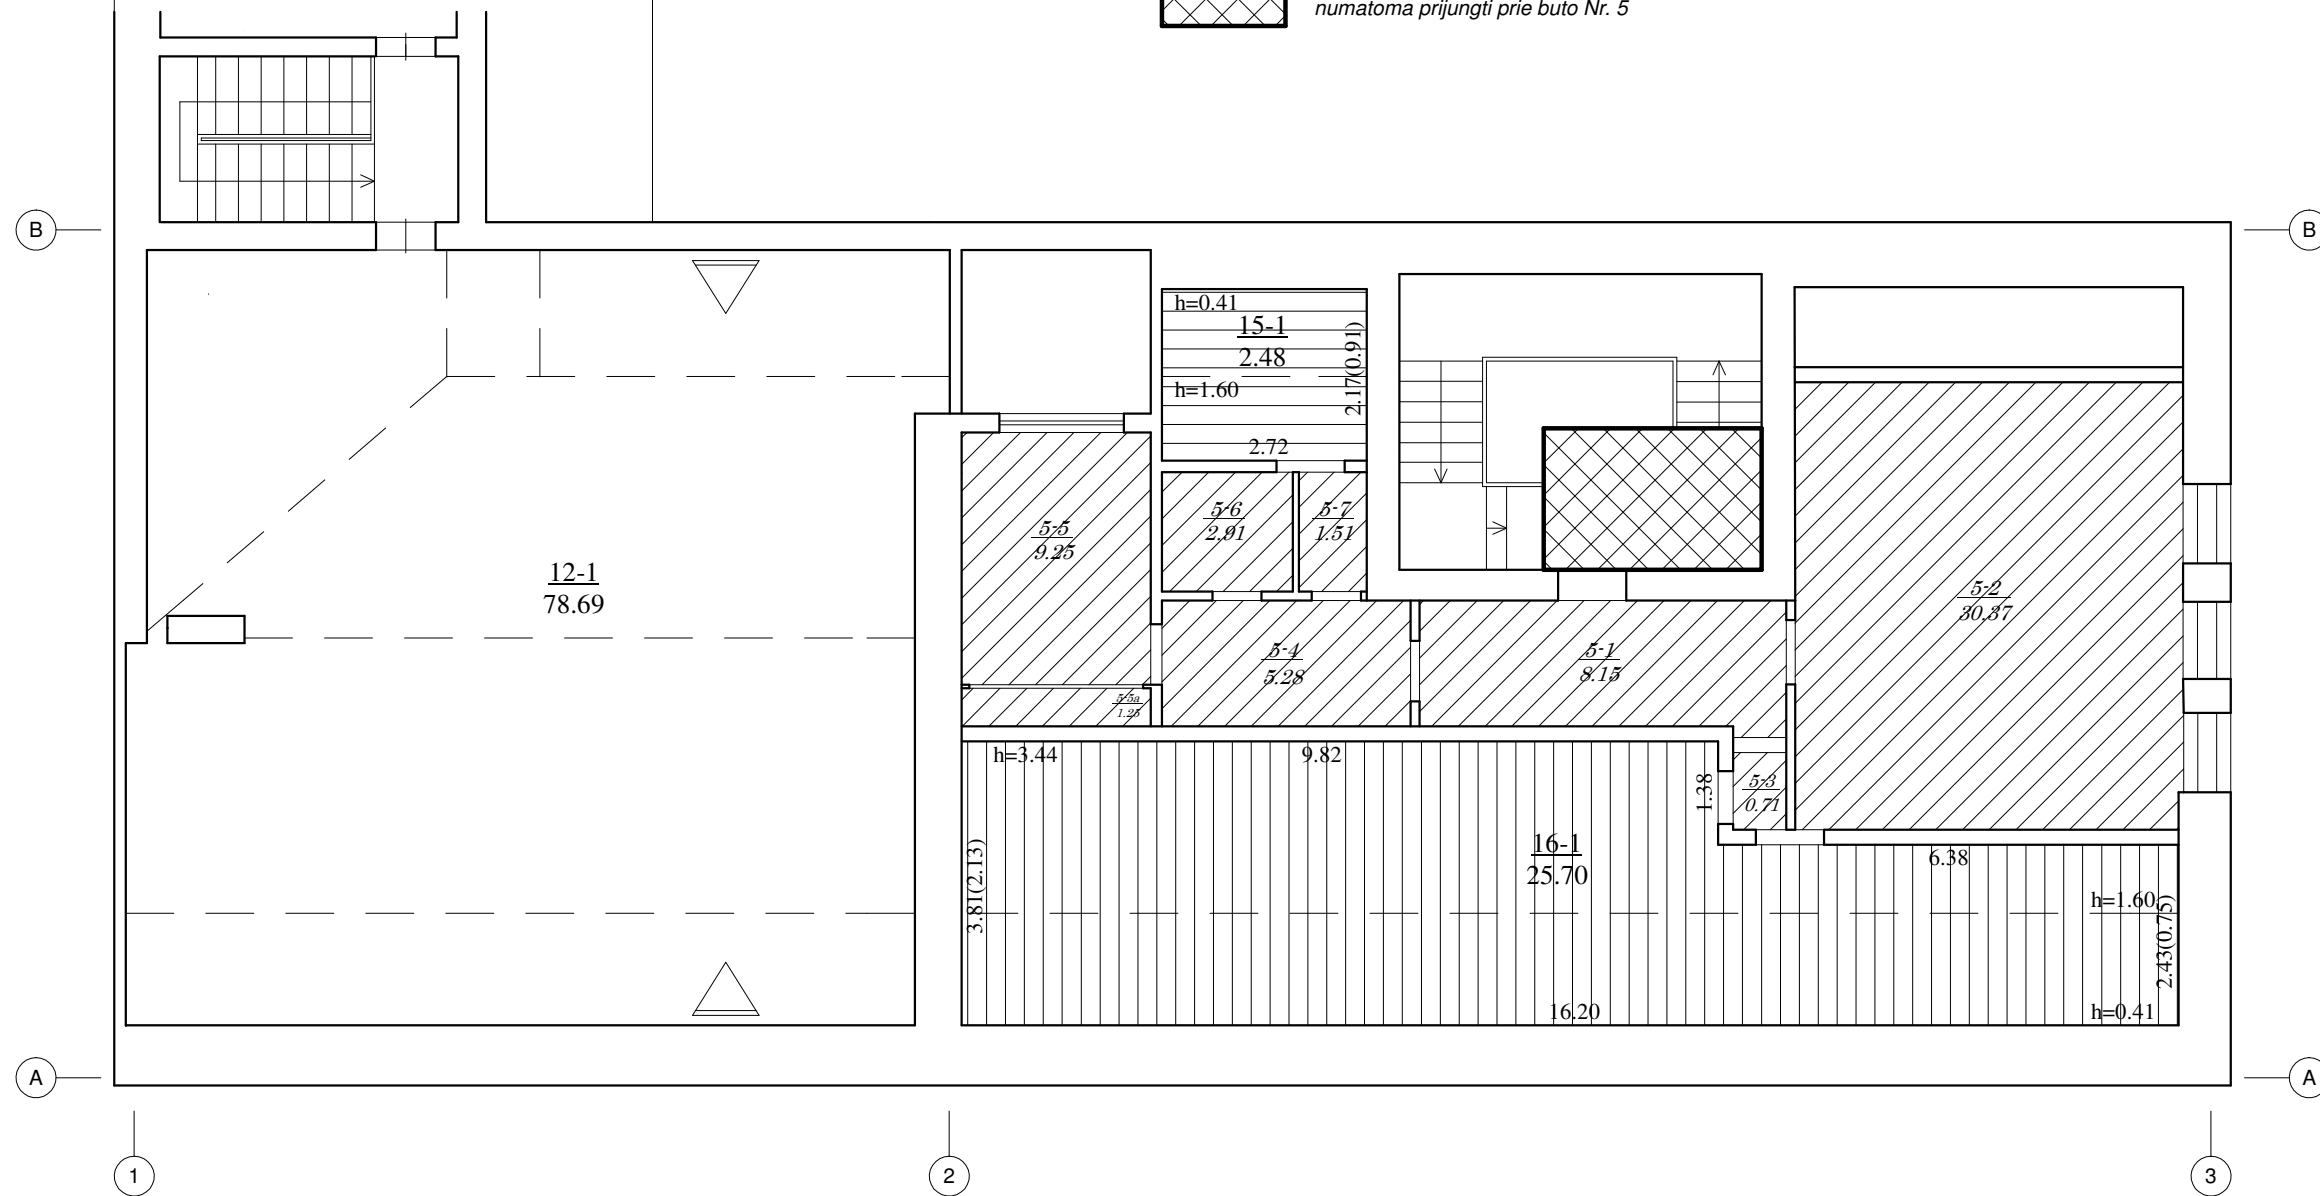 numatoma prijungti prie buto Nr. 5
B
B
h=0.41
15-1
2.48
2.17(0.91)
h=1.60
2.72
5-6
2.91
5-7
1.51
5-5
9.25
12-1
78.69
5-2
30.37
5-4
5.28
5-1
8.15
5-5a
1.25
h=3.44
9.82
1.38
5-3
0.71
3.81(2.13)
16-1
25.70
6.38
h=1.60
2.43(0.75)
16.20
h=0.41
A
A
1
2
3